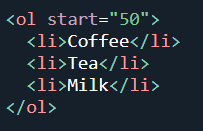 <ol start="50">
  <li>Coffee</li>
  <li>Tea</li>
  <li>Milk</li>
</ol>